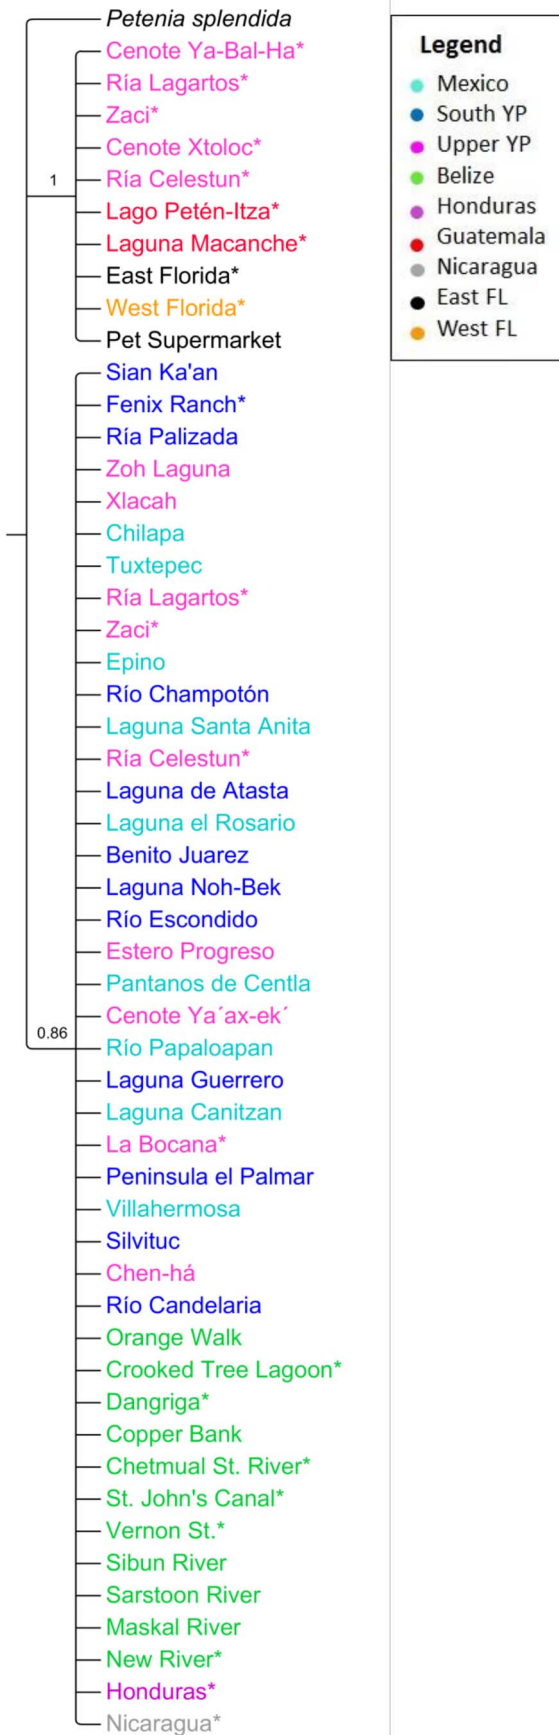 Petenia splendida
Cenote Ya-Bal-Ha*
Ría Lagartos*
Zaci*
Cenote Xtoloc*
Ría Celestun*
1
Lago Petén-Itza*
Laguna Macanche*
East Florida*
West Florida*
Pet Supermarket
Sian Ka'an
Fenix Ranch*
Ría Palizada
Zoh Laguna
Xlacah
Chilapa
Tuxtepec
Ría Lagartos*
Zaci*
Epino
Río Champotón
Laguna Santa Anita
Ría Celestun*
Laguna de Atasta
Laguna el Rosario
Benito Juarez
Laguna Noh-Bek
Río Escondido
Estero Progreso
Pantanos de Centla
Cenote Ya´ax-ek´
0.86
Río Papaloapan
Laguna Guerrero
Laguna Canitzan
La Bocana*
Peninsula el Palmar
Villahermosa
Silvituc
Chen-há
Río Candelaria
Orange Walk
Crooked Tree Lagoon*
Dangriga*
Copper Bank
Chetmual St. River*
St. John's Canal*
Vernon St.*
Sibun River
Sarstoon River
Maskal River
New River*
Honduras*
Nicaragua*
Legend
Mexico
South YP
Upper YP
Belize
Honduras
Guatemala
Nicaragua
East FL
West FL